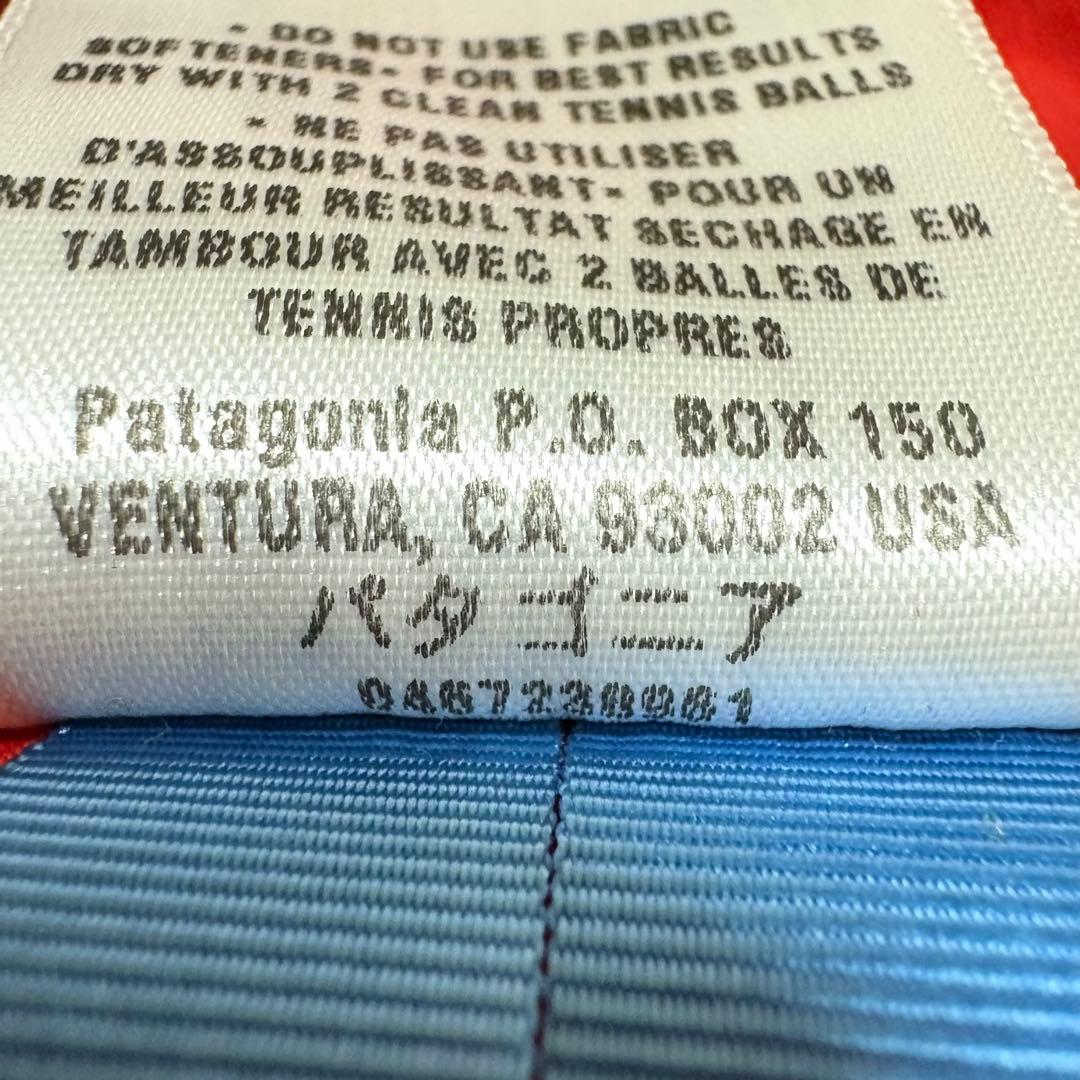 - DO NOT USE FABRIC
SOFTENERS- FOR BEST RESULTS
DRY WITH 2 CLEAN TENNIS BALLS
- NE PAS UTILISER
D'ASSOUPLISSANT- POUR UN
MEILLEUR RESULTAT SECHAGE EN
TAMBOUR AVEC 2 BALLES DE
TENNIS PROPRES
Patagonia P.O. BOX 150
VENTURA, CA 93002 USA
パタゴニア